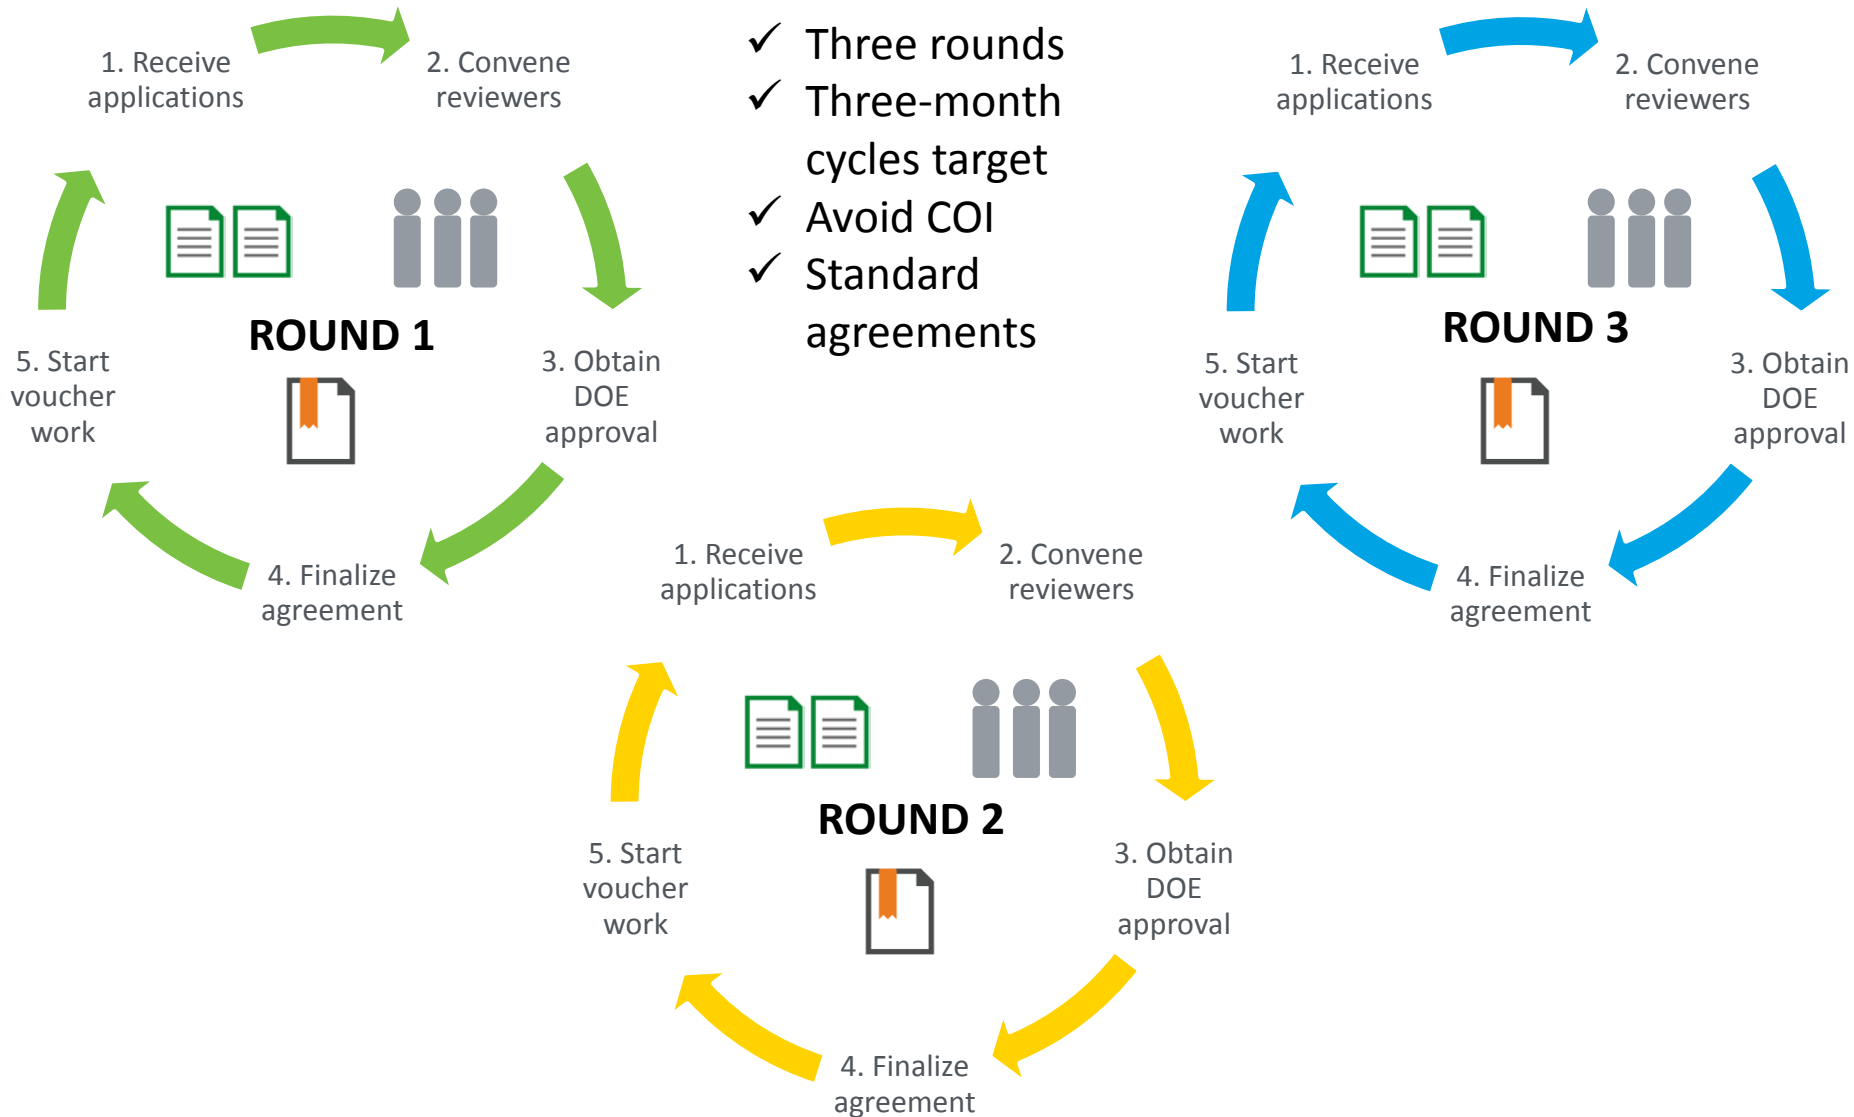 1. Receive
applications
2. Convene
reviewers
ROUND 1
3. Obtain
DOE
approval
4. Finalize
agreement
5. Start
voucher
work
✓ Three rounds
✓ Three-month
cycles target
✓ Avoid COI
✓ Standard
agreements
1. Receive
applications
2. Convene
reviewers
ROUND 2
3. Obtain
DOE
approval
4. Finalize
agreement
5. Start
voucher
work
1. Receive
applications
2. Convene
reviewers
ROUND 3
3. Obtain
DOE
approval
4. Finalize
agreement
5. Start
voucher
work